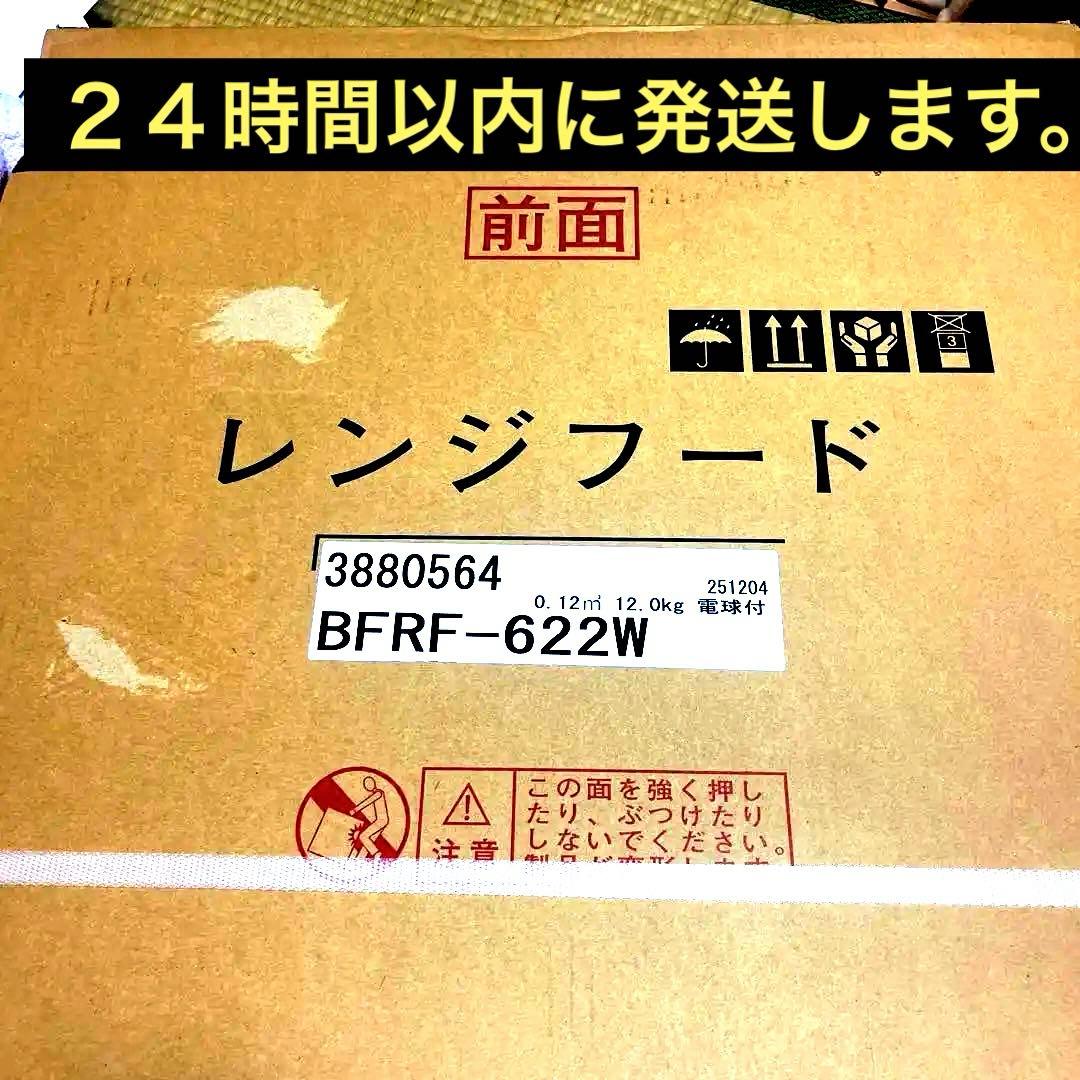 ２４時間以内に発送します。
前面
3
レンジフード
3880564
251204
0.12㎥ 12.0kg 電球付
BFRF-622W
注意
この面を強く押し
たり、ぶつけたり
しないでください。